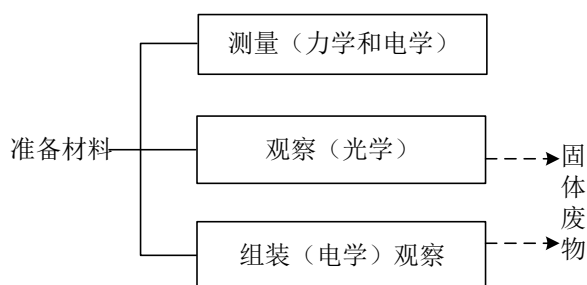 测量（力学和电学）
准备材料
观察（光学）
组装（电学）观察
固体废物